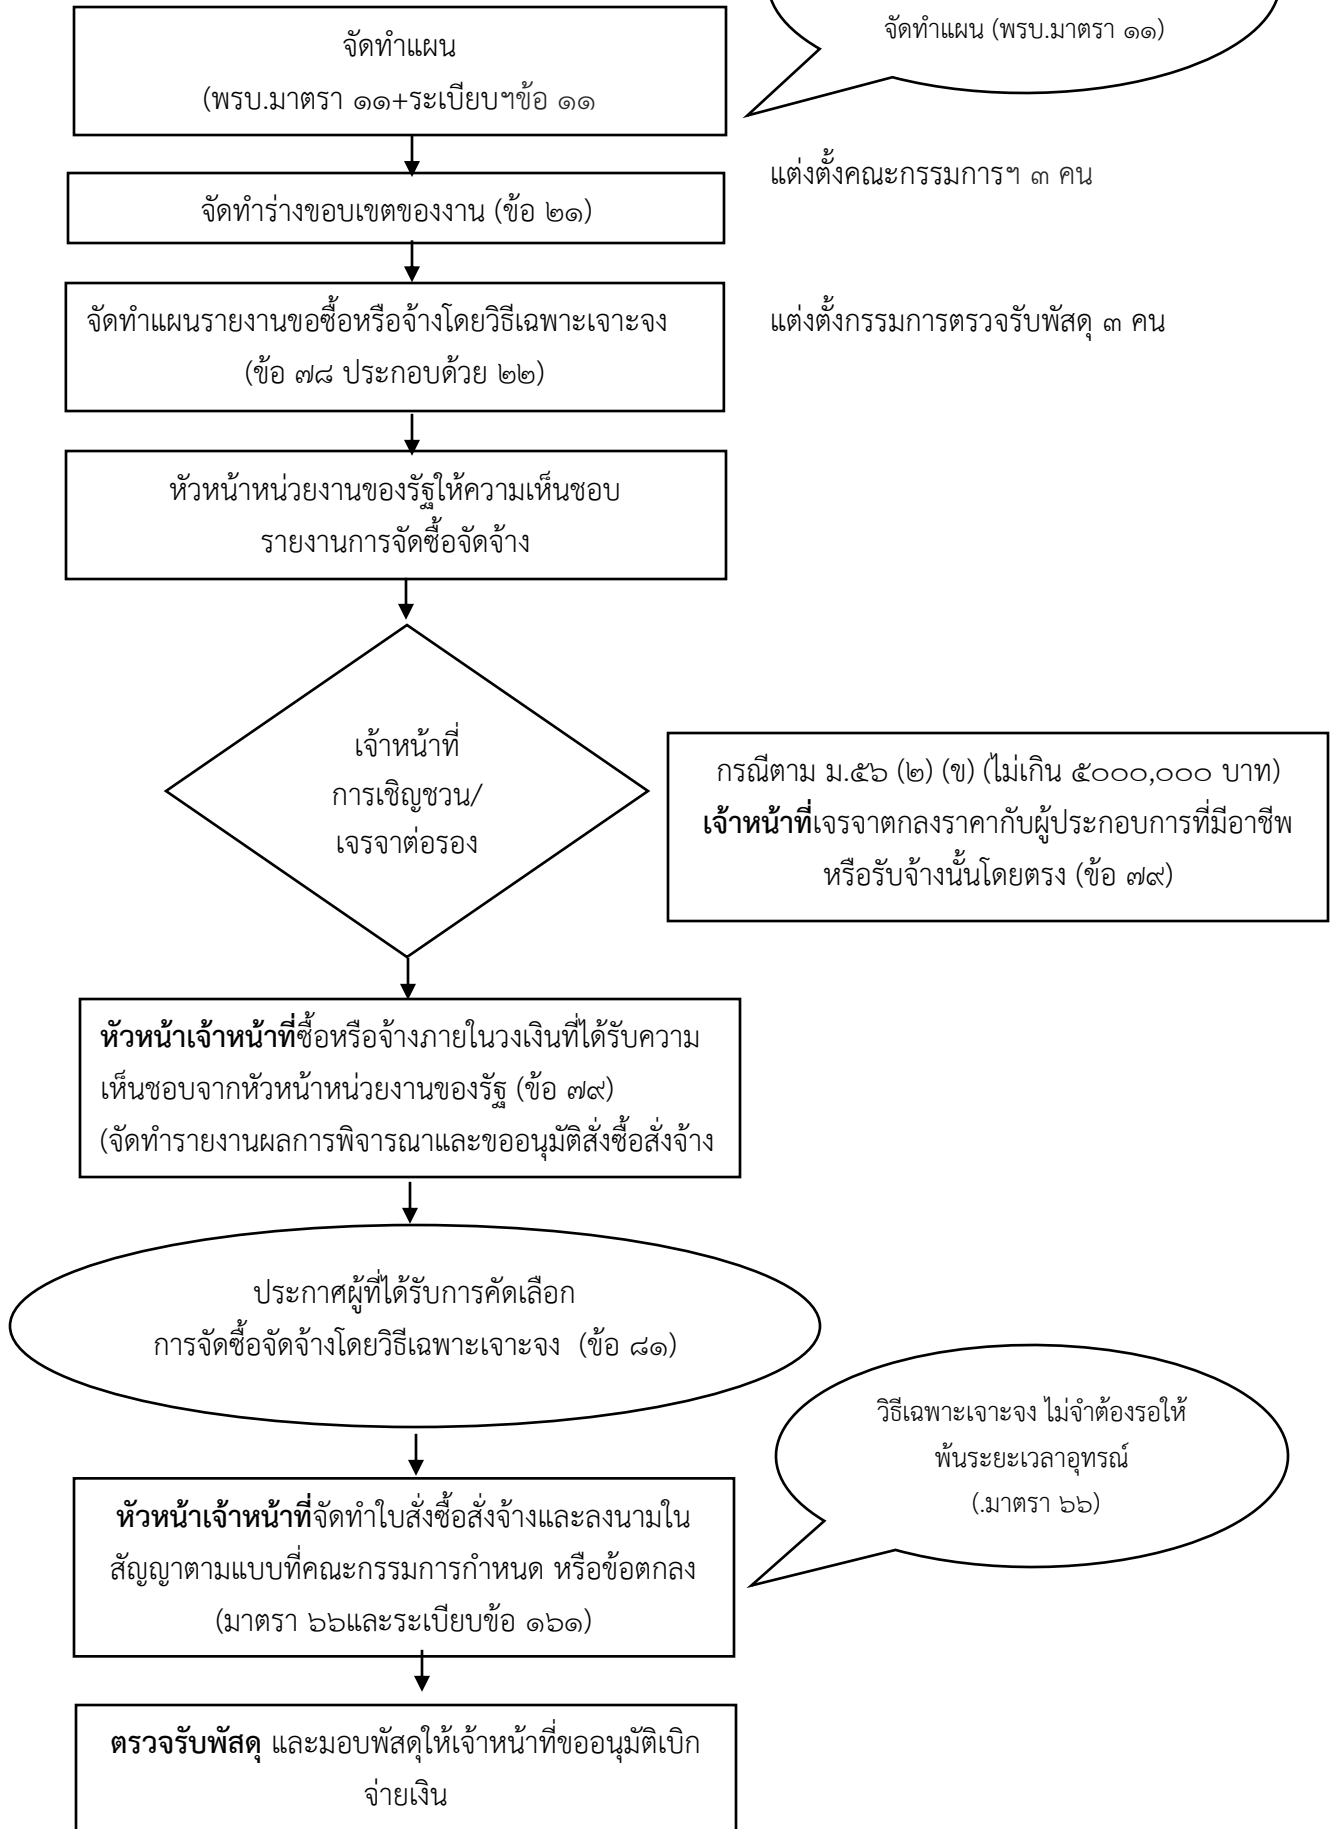 จัดทำแผน (พรบ.มาตรา ๑๑)
จัดทำแผน
(พรบ.มาตรา ๑๑+ระเบียบฯข้อ ๑๑
แต่งตั้งคณะกรรมการฯ ๓ คน
จัดทำร่างขอบเขตของงาน (ข้อ ๒๑)
จัดทำแผนรายงานขอซื้อหรือจ้างโดยวิธีเฉพาะเจาะจง
(ข้อ ๗๘ ประกอบด้วย ๒๒)
แต่งตั้งกรรมการตรวจรับพัสดุ ๓ คน
หัวหน้าหน่วยงานของรัฐให้ความเห็นชอบ
รายงานการจัดซื้อจัดจ้าง
เจ้าหน้าที่
การเชิญชวน/
เจรจาต่อรอง
กรณีตาม ม.๕๖ (๒) (ข) (ไม่เกิน ๕๐๐๐,๐๐๐ บาท)
เจ้าหน้าที่เจรจาตกลงราคากับผู้ประกอบการที่มีอาชีพ
หรือรับจ้างนั้นโดยตรง (ข้อ ๗๙)
หัวหน้าเจ้าหน้าที่ซื้อหรือจ้างภายในวงเงินที่ได้รับความ
เห็นชอบจากหัวหน้าหน่วยงานของรัฐ (ข้อ ๗๙)
(จัดทำรายงานผลการพิจารณาและขออนุมัติสั่งซื้อสั่งจ้าง
ประกาศผู้ที่ได้รับการคัดเลือก
การจัดซื้อจัดจ้างโดยวิธีเฉพาะเจาะจง (ข้อ ๘๑)
วิธีเฉพาะเจาะจง ไม่จำต้องรอให้
พ้นระยะเวลาอุทรณ์
(.มาตรา ๖๖)
หัวหน้าเจ้าหน้าที่จัดทำใบสั่งซื้อสั่งจ้างและลงนามใน
สัญญาตามแบบที่คณะกรรมการกำหนด หรือข้อตกลง
(มาตรา ๖๖และระเบียบข้อ ๑๖๑)
ตรวจรับพัสดุ และมอบพัสดุให้เจ้าหน้าที่ขออนุมัติเบิก
จ่ายเงิน